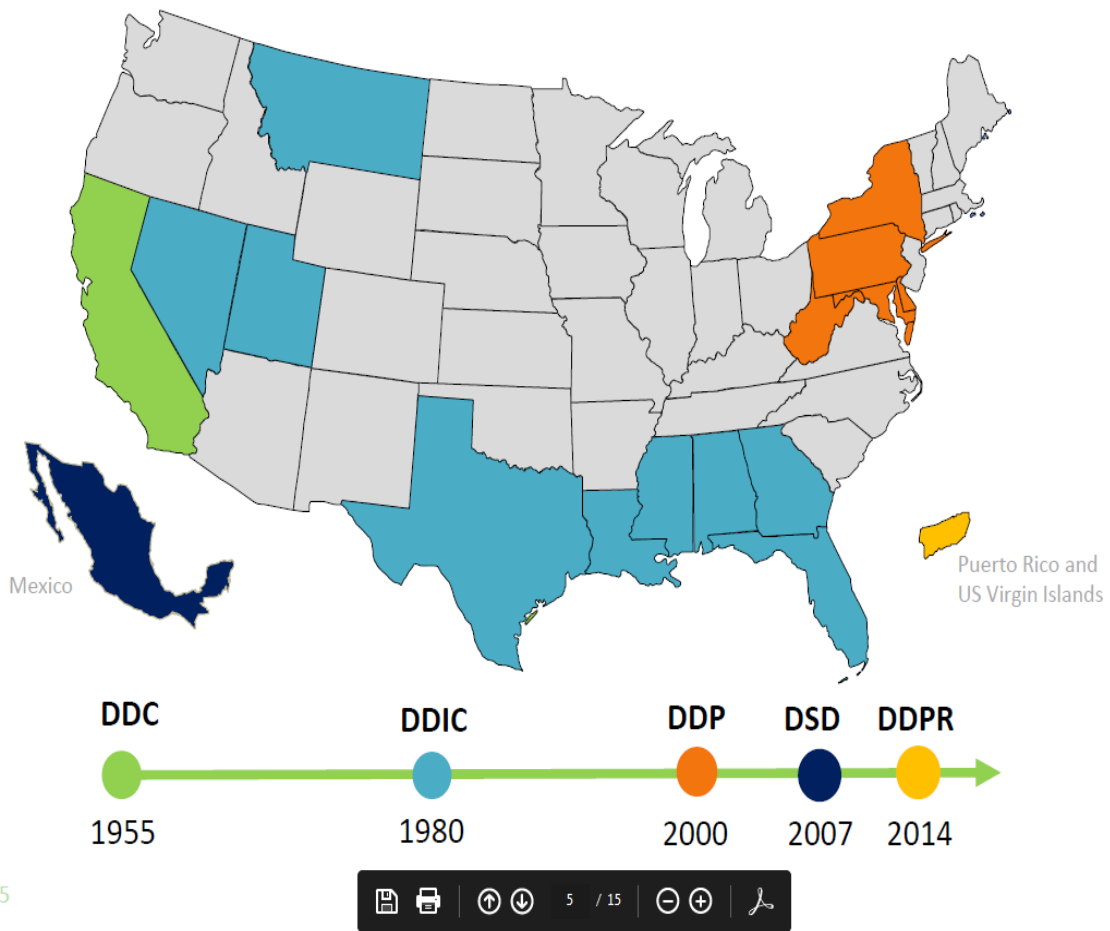 Mexico
Puerto Rico and
US Virgin Islands
DDC
DDIC
DDP
DSD
DDPR
1955
1980
2000
2007
2014
5
5 / 15